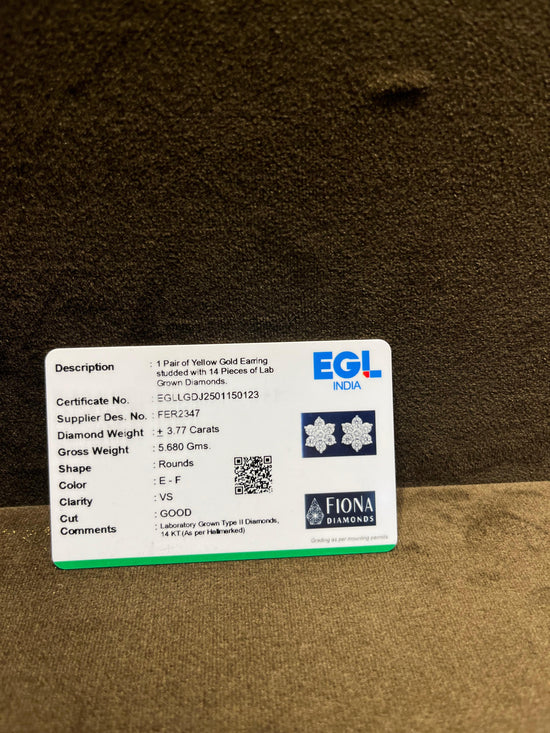 Description : 1 Pair of Yellow Gold Earring
studded with 14 Pieces of Lab
Grown Diamonds.
Certificate No. : EGLLGDJ2501150123
Supplier Des. No. : FER2347
Diamond Weight : ± 3.77 Carats
Gross Weight : 5.680 Gms.
Shape : Rounds
Color : E - F
Clarity : VS
Cut : GOOD
Comments : Laboratory Grown Type II Diamonds,
14 KT (As per Hallmarked)
EGL
INDIA
FIONA
DIAMONDS
Grading as per mounting permits